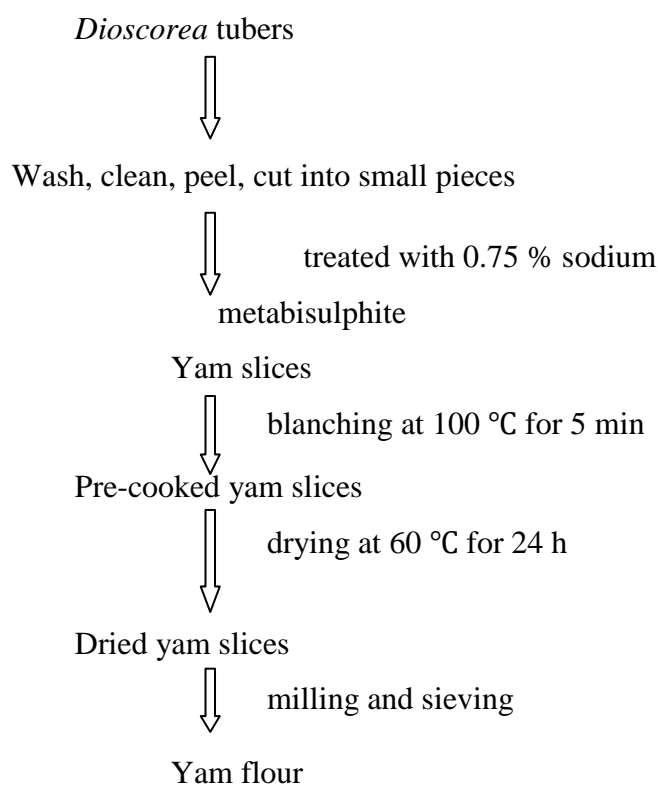 Dioscorea tubers
Wash, clean, peel, cut into small pieces
treated with 0.75 % sodium
metabisulphite
Yam slices
blanching at 100 ℃ for 5 min
Pre-cooked yam slices
drying at 60 ℃ for 24 h
Dried yam slices
milling and sieving
Yam flour